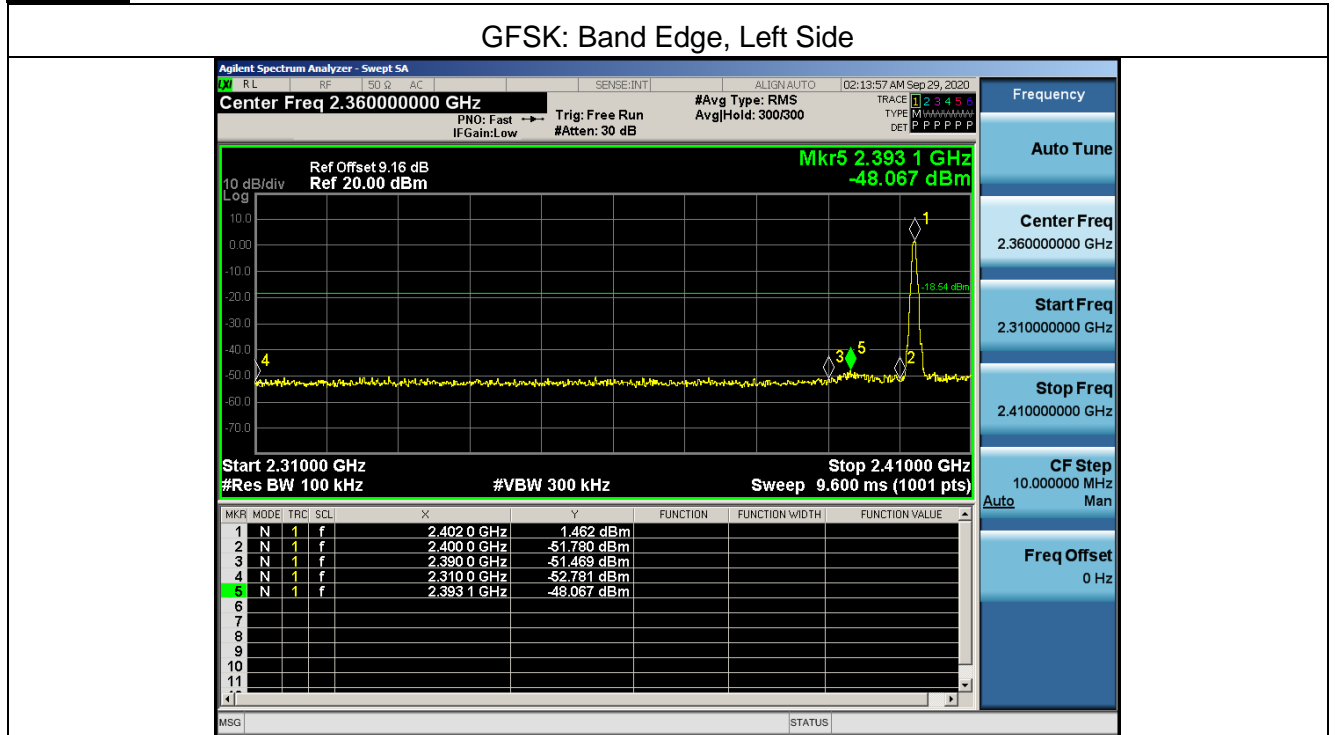 GFSK: Band Edge, Left Side
Agilent Spectrum Analyzer - Swept SA
LXI RL RF 50 Ω AC SENSE:INT ALIGN AUTO 02:13:57 AM Sep 29, 2020
Center Freq 2.360000000 GHz
PNO: Fast
IFGain:Low
Trig: Free Run
#Atten: 30 dB
#Avg Type: RMS
Avg|Hold: 300/300
TRACE 1 2 3 4 5 6
TYPE M
DET P P P P P P
Ref Offset 9.16 dB
10 dB/div Ref 20.00 dBm
Log
Mkr5 2.393 1 GHz
-48.067 dBm
10.0
0.00
-10.0
-20.0
-30.0
-40.0
-50.0
-60.0
-70.0
1
-18.54 dBm
4
3
5
2
Start 2.31000 GHz Stop 2.41000 GHz
#Res BW 100 kHz #VBW 300 kHz Sweep 9.600 ms (1001 pts)
MKR MODE TRC SCL X Y FUNCTION FUNCTION WIDTH FUNCTION VALUE
1 N 1 f 2.402 0 GHz 1.462 dBm
2 N 1 f 2.400 0 GHz -51.780 dBm
3 N 1 f 2.390 0 GHz -51.469 dBm
4 N 1 f 2.310 0 GHz -52.781 dBm
5 N 1 f 2.393 1 GHz -48.067 dBm
6
7
8
9
10
11
MSG STATUS
Frequency
Auto Tune
Center Freq
2.360000000 GHz
Start Freq
2.310000000 GHz
Stop Freq
2.410000000 GHz
CF Step
10.000000 MHz
Auto Man
Freq Offset
0 Hz